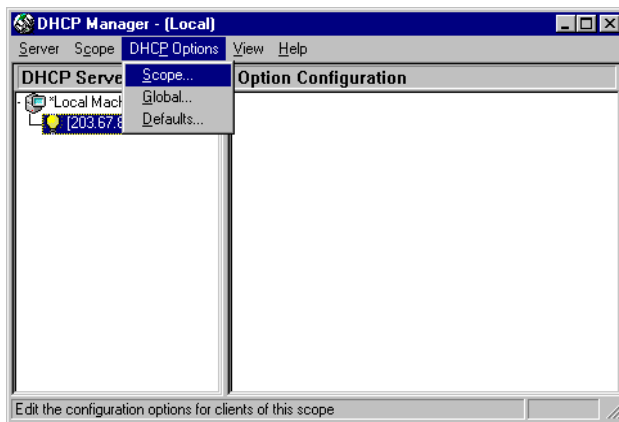 DHCP Manager - (Local)
Server Scope DHCP Options View Help
DHCP Serve
Option Configuration
Scope...
Global...
Defaults...
*Local Mach
[203.67.8
Edit the configuration options for clients of this scope